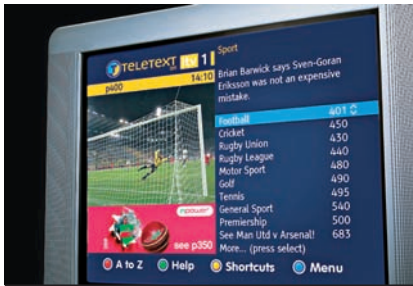 TELETEXT itv 1
p400 14:10
Sport
Brian Barwick says Sven-Goran
Eriksson was not an expensive
mistake.
Football 401
Cricket 450
Rugby Union 430
Rugby League 440
Motor Sport 480
Golf 490
Tennis 495
General Sport 540
Premiership 500
See Man Utd v Arsenal! 683
More... (press select)
npower
see p350
A to Z Help Shortcuts Menu